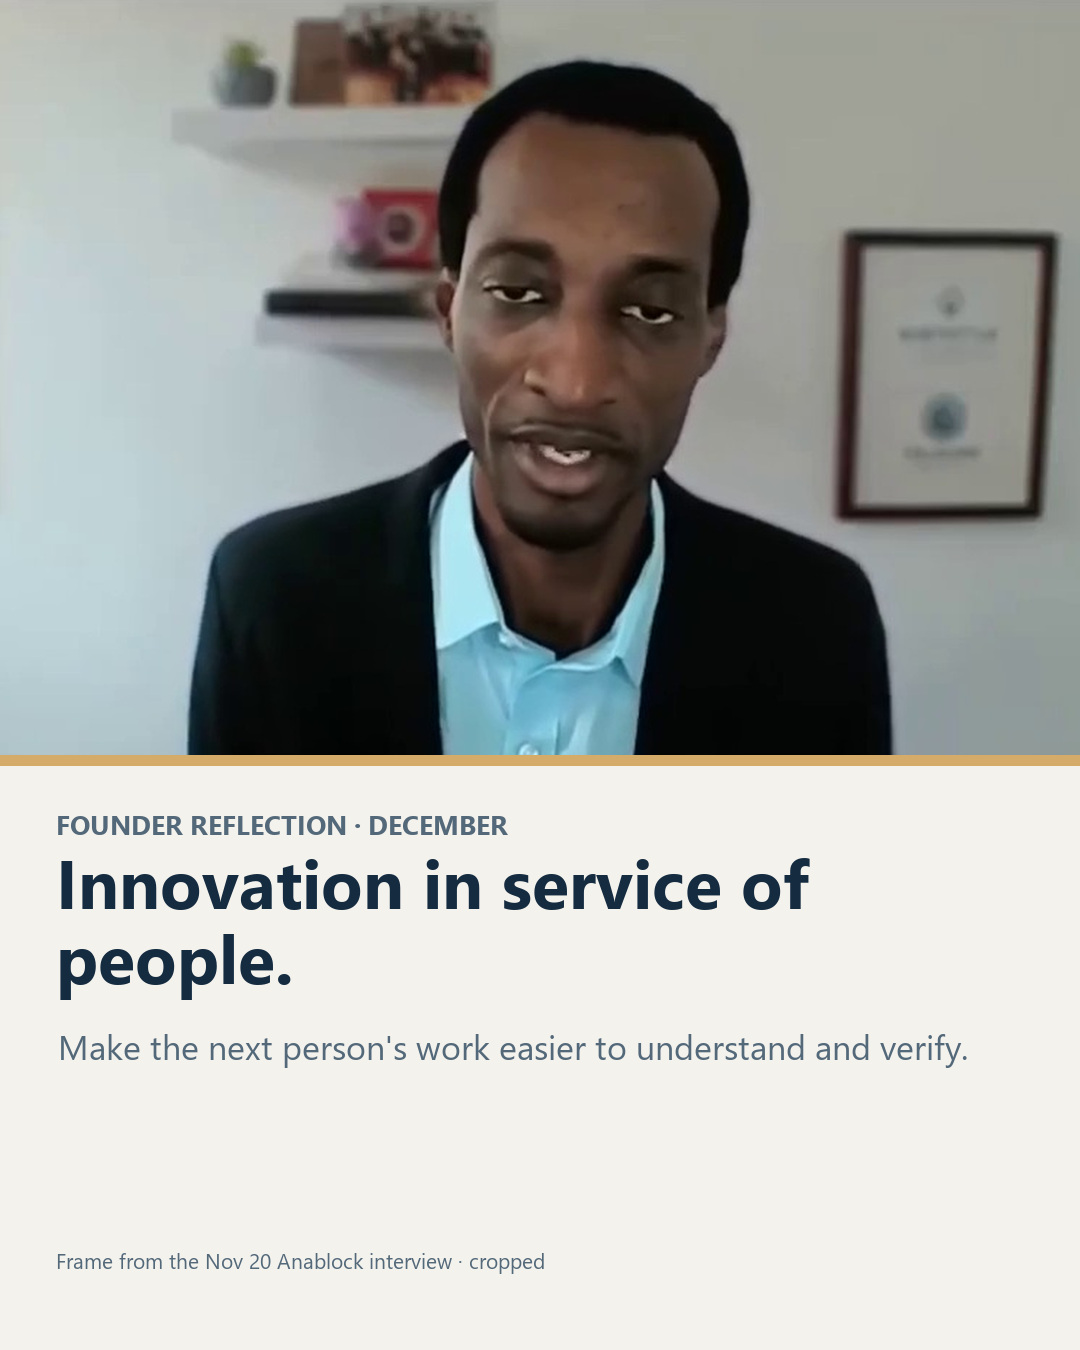 FOUNDER REFLECTION · DECEMBER
Innovation in service of
people.
Make the next person's work easier to understand and verify.
Frame from the Nov 20 Anablock interview · cropped